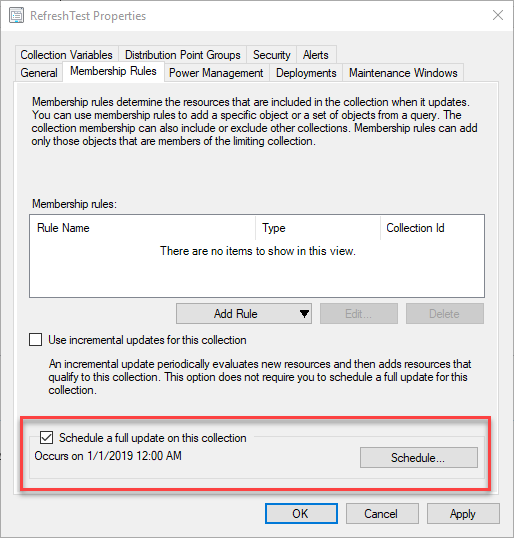 RefreshTest Properties
Collection Variables Distribution Point Groups Security Alerts
General Membership Rules Power Management Deployments Maintenance Windows
Membership rules determine the resources that are included in the collection when it updates.
You can use membership rules to add a specific object or a set of objects from a query. The
collection membership can also include or exclude other collections. Membership rules can add
only those objects that are members of the limiting collection.
Membership rules:
Rule Name Type Collection Id
There are no items to show in this view.
Add Rule Edit... Delete
Use incremental updates for this collection
An incremental update periodically evaluates new resources and then adds resources that
qualify to this collection. This option does not require you to schedule a full update for this
collection.
Schedule a full update on this collection
Occurs on 1/1/2019 12:00 AM Schedule...
OK Cancel Apply